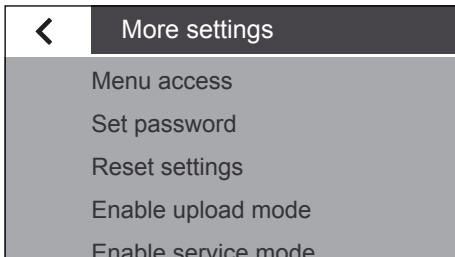 More settings
Menu access
Set password
Reset settings
Enable upload mode
Enable service mode